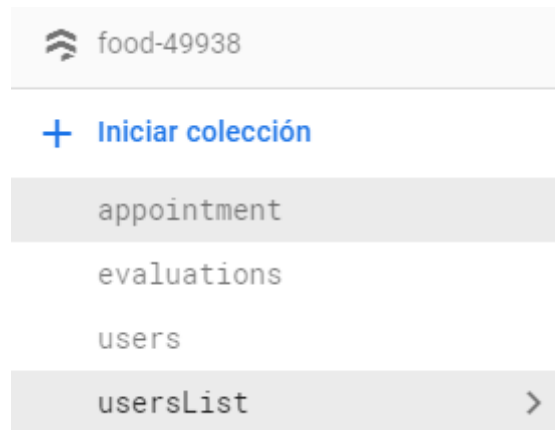 food-49938
Iniciar colección
appointment
evaluations
users
usersList